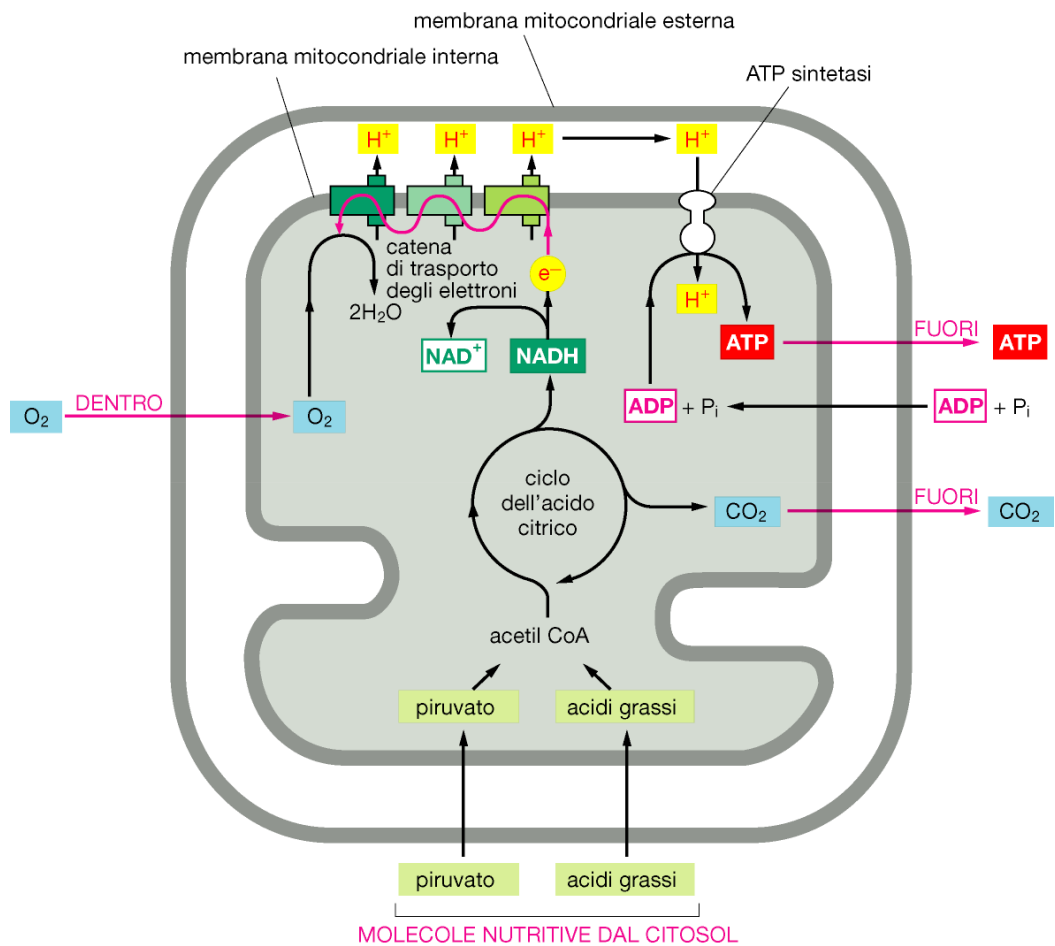 membrana mitocondriale esterna
membrana mitocondriale interna
ATP sintetasi
H⁺
H⁺
H⁺
H⁺
catena
di trasporto
degli elettroni
e⁻
2H₂O
H⁺
NAD⁺
NADH
ATP
FUORI
ATP
O₂
DENTRO
O₂
ADP + Pᵢ
ADP + Pᵢ
ciclo
dell'acido
citrico
CO₂
FUORI
CO₂
acetil CoA
piruvato
acidi grassi
piruvato
acidi grassi
MOLECOLE NUTRITIVE DAL CITOSOL